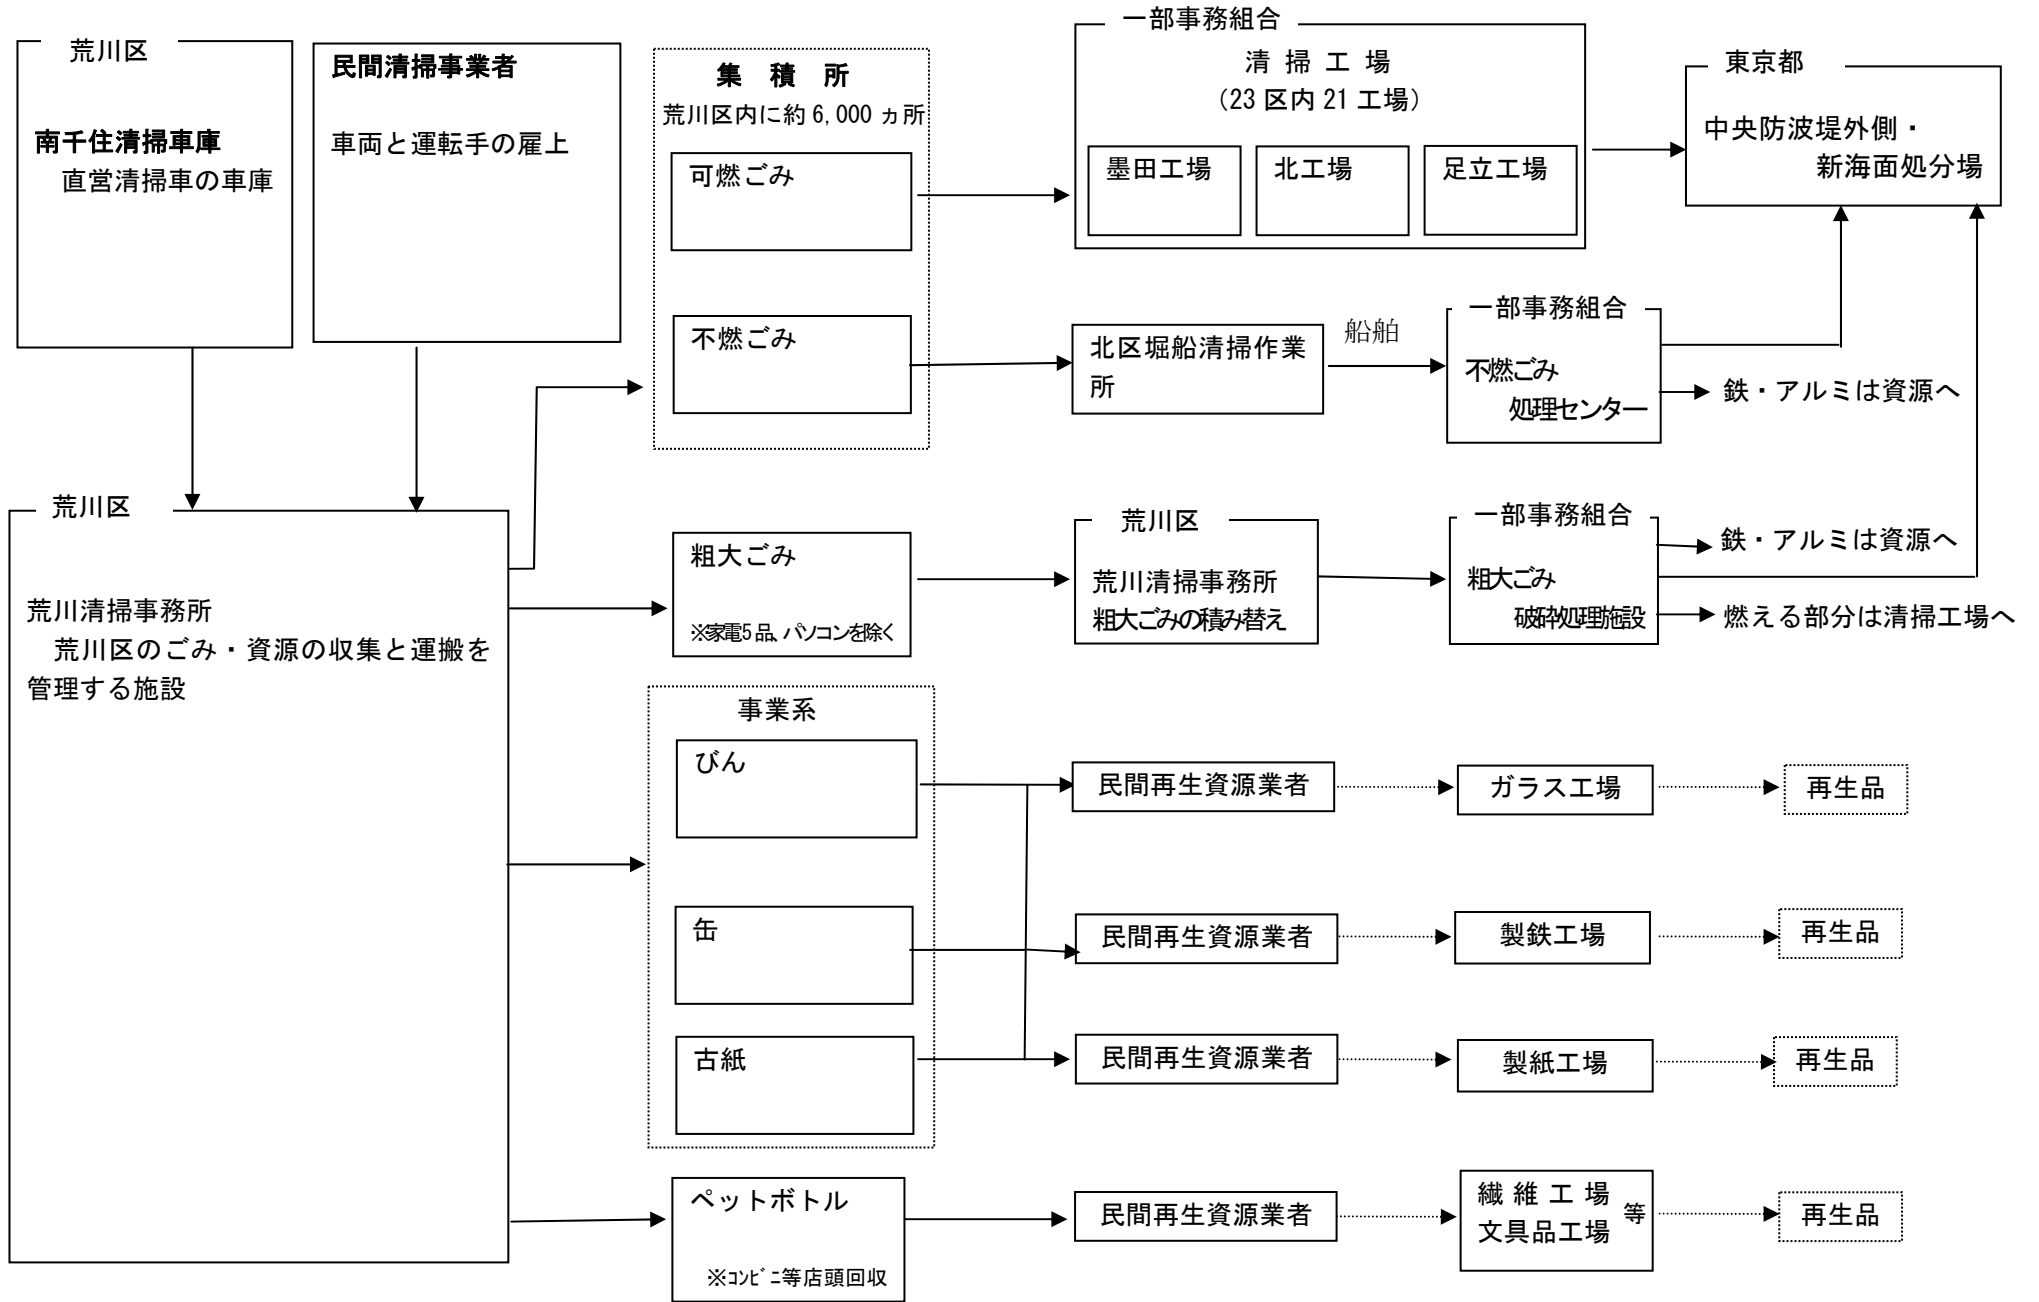 荒川区
南千住清掃車庫
直営清掃車の車庫
民間清掃事業者
車両と運転手の雇上
集 積 所
荒川区内に約6,000ヵ所
可燃ごみ
不燃ごみ
一部事務組合
清 掃 工 場
(23区内21工場)
墨田工場
北工場
足立工場
東京都
中央防波堤外側・
新海面処分場
北区堀船清掃作業
所
船舶
一部事務組合
不燃ごみ
処理センター
鉄・アルミは資源へ
荒川区
荒川清掃事務所
荒川区のごみ・資源の収集と運搬を
管理する施設
粗大ごみ
※家電5品、パソコンを除く
荒川区
荒川清掃事務所
粗大ごみの積み替え
一部事務組合
粗大ごみ
破砕処理施設
鉄・アルミは資源へ
燃える部分は清掃工場へ
事業系
びん
民間再生資源業者
ガラス工場
再生品
缶
民間再生資源業者
製鉄工場
再生品
古紙
民間再生資源業者
製紙工場
再生品
ペットボトル
※ｺﾝﾋﾞﾆ等店頭回収
民間再生資源業者
繊 維 工 場
文具品工場
等
再生品